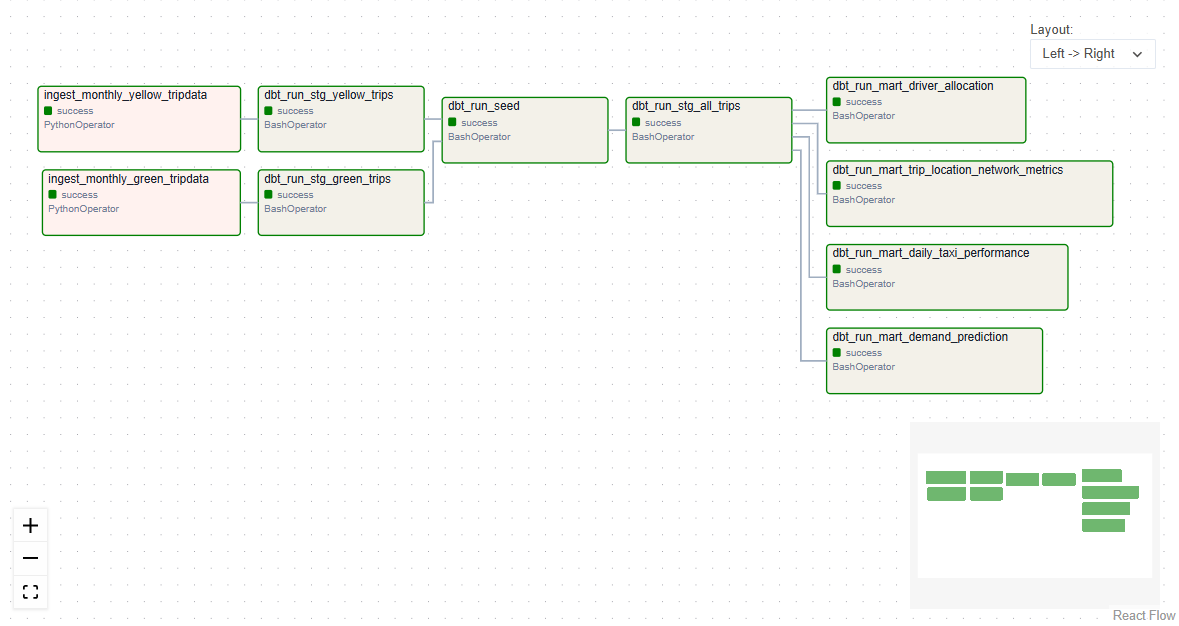 Layout:
Left -> Right
ingest_monthly_yellow_tripdata
success
PythonOperator
ingest_monthly_green_tripdata
success
PythonOperator
dbt_run_stg_yellow_trips
success
BashOperator
dbt_run_stg_green_trips
success
BashOperator
dbt_run_seed
success
BashOperator
dbt_run_stg_all_trips
success
BashOperator
dbt_run_mart_driver_allocation
success
BashOperator
dbt_run_mart_trip_location_network_metrics
success
BashOperator
dbt_run_mart_daily_taxi_performance
success
BashOperator
dbt_run_mart_demand_prediction
success
BashOperator
React Flow